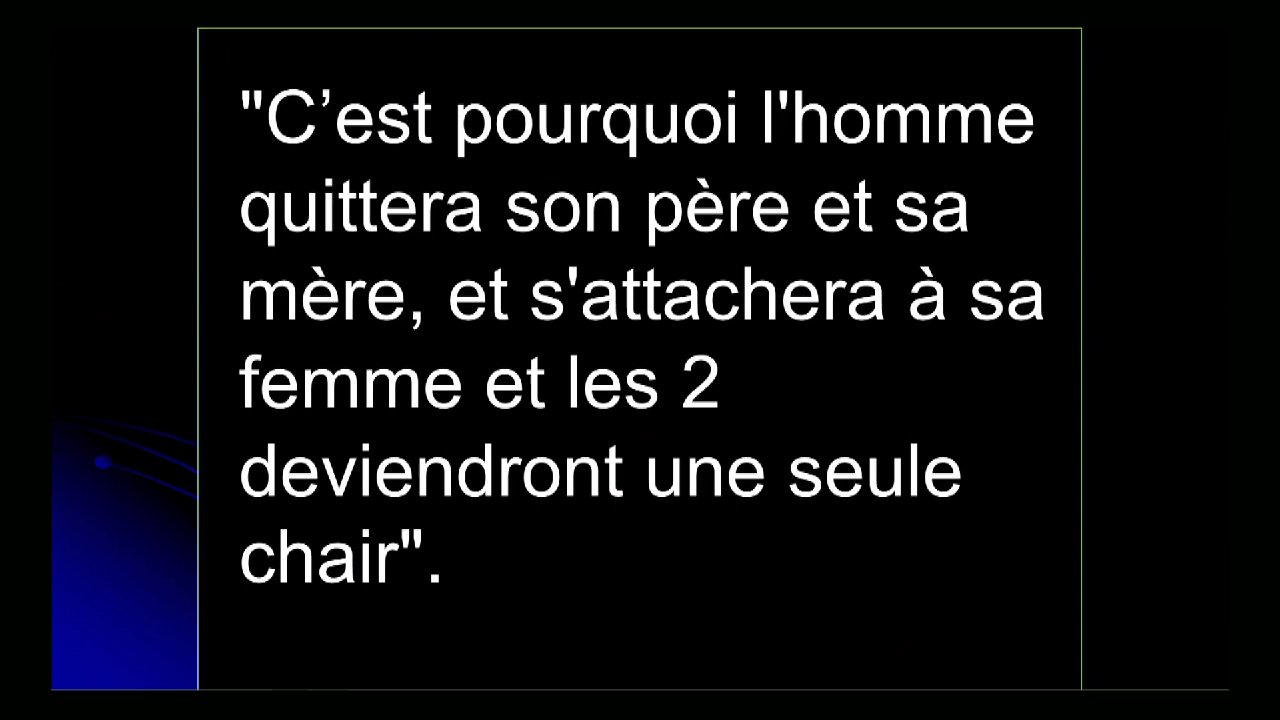 "C’est pourquoi l'homme
quittera son père et sa
mère, et s'attachera à sa
femme et les 2
deviendront une seule
chair".